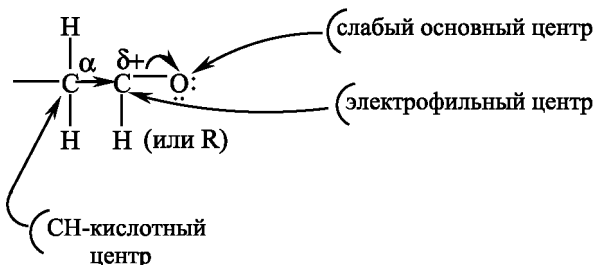 H
α δ+
слабый основный центр
C C O:
электрофильный центр
H H (или R)
СН-кислотный
центр